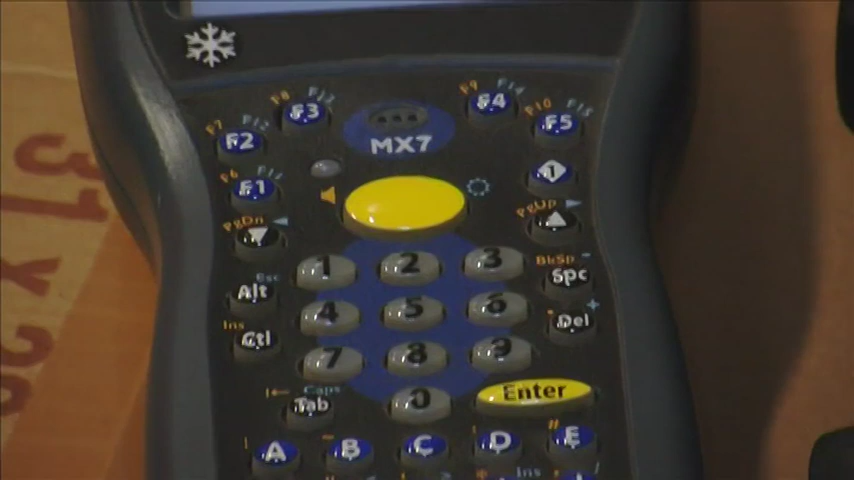 F8 F13
F9 F14
F3
F4
F7 F12
F10 F15
F2
F5
MX7
F6 F11
F1
1
PgDn
PgUp
1 2 3
BkSp -
Spc
Esc
Alt
4 5 6
+
Del
Ins
Ctl
7 8 9
Caps
Tab
0
Enter
A B C D E
#
Ins
31